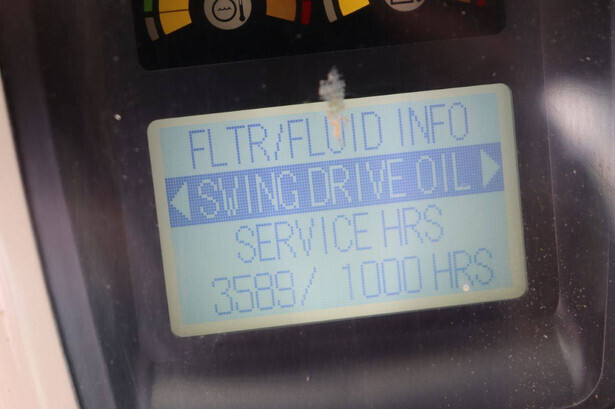 FLTR/FLUID INFO
SWING DRIVE OIL
SERVICE HRS
3589/ 1000 HRS